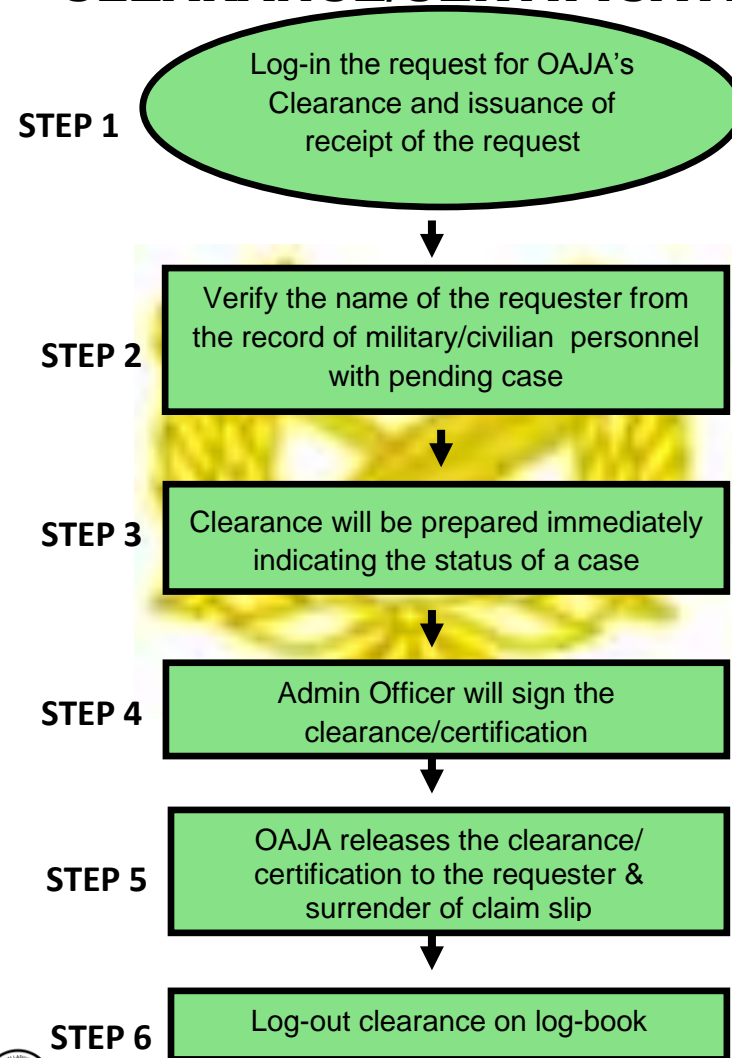 STEP 1
Log-in the request for OAJA’s
Clearance and issuance of
receipt of the request
STEP 2
Verify the name of the requester from
the record of military/civilian personnel
with pending case
STEP 3
Clearance will be prepared immediately
indicating the status of a case
STEP 4
Admin Officer will sign the
clearance/certification
STEP 5
OAJA releases the clearance/
certification to the requester &
surrender of claim slip
STEP 6
Log-out clearance on log-book